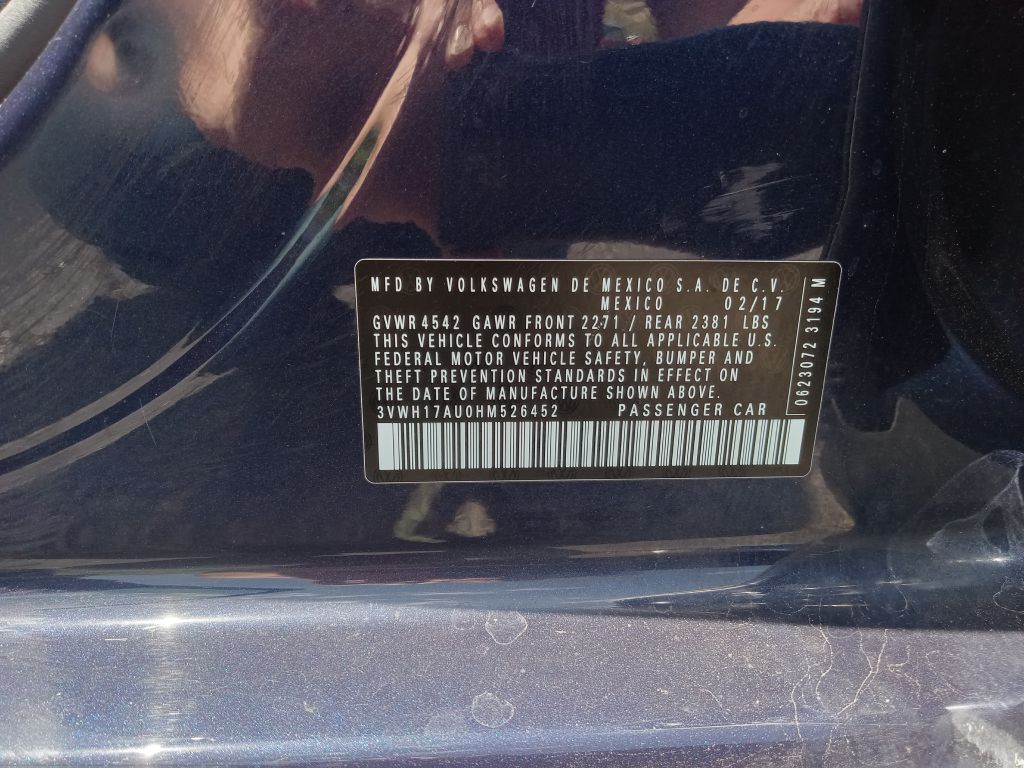 MFD BY VOLKSWAGEN DE MEXICO S.A. DE C.V.
MEXICO 02/17
GVWR 4542 GAWR FRONT 2271 / REAR 2381 LBS
THIS VEHICLE CONFORMS TO ALL APPLICABLE U.S.
FEDERAL MOTOR VEHICLE SAFETY, BUMPER AND
THEFT PREVENTION STANDARDS IN EFFECT ON
THE DATE OF MANUFACTURE SHOWN ABOVE.
3VWH17AU0HM526452 PASSENGER CAR
0623072 3194 M